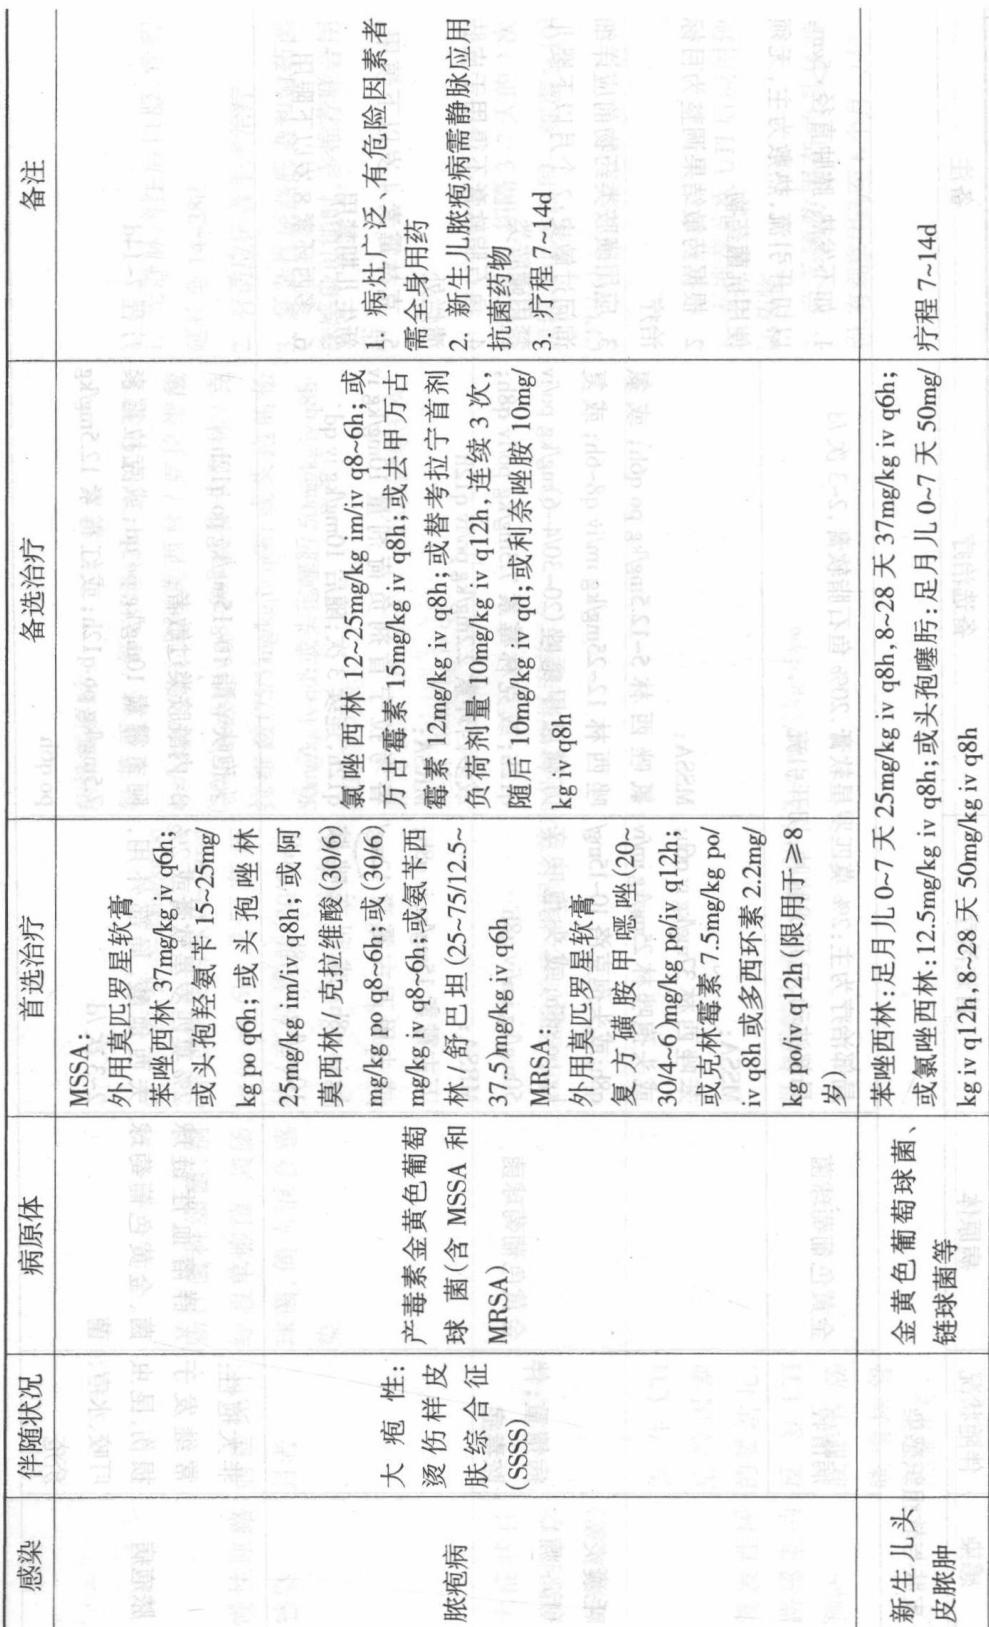 感染
伴随状况
病原体
首选治疗
备选治疗
备注
脓疱病
大疱性:
烫伤样皮
肤综合征
(SSSS)
产毒素金黄色葡萄
球菌(含 MSSA 和
MRSA)
MSSA:
外用莫匹罗星软膏
苯唑西林 37mg/kg iv q6h;
或头孢羟氨苄 15~25mg/
kg po q6h; 或头孢唑林
25mg/kg im/iv q8h; 或阿
莫西林/克拉维酸(30/6)
mg/kg po q8~6h; 或(30/6)
mg/kg iv q8~6h; 或氨苄西
林/舒巴坦(25~75/12.5~
37.5)mg/kg iv q6h
MRSA:
外用莫匹罗星软膏
复方磺胺甲噁唑(20~
30/4~6)mg/kg po/iv q12h;
或克林霉素 7.5mg/kg po/
iv q8h 或多西环素 2.2mg/
kg po/iv q12h(限用于≥8
岁)
氯唑西林 12~25mg/kg im/iv q8~6h; 或
万古霉素 15mg/kg iv q8h; 或去甲万古
霉素 12mg/kg iv q8h; 或替考拉宁首剂
负荷剂量 10mg/kg iv q12h, 连续 3 次,
随后 10mg/kg iv qd; 或利奈唑胺 10mg/
kg iv q8h
1. 病灶广泛、有危险因素者
需全身用药
2. 新生儿脓疱病需静脉应用
抗菌药物
3. 疗程 7~14d
新生儿头
皮脓肿
金黄色葡萄球菌、
链球菌等
苯唑西林:足月儿 0~7 天 25mg/kg iv q8h, 8~28 天 37mg/kg iv q6h;
或氯唑西林: 12.5mg/kg iv q8h; 或头孢噻肟: 足月儿 0~7 天 50mg/
kg iv q12h, 8~28 天 50mg/kg iv q8h
疗程 7~14d